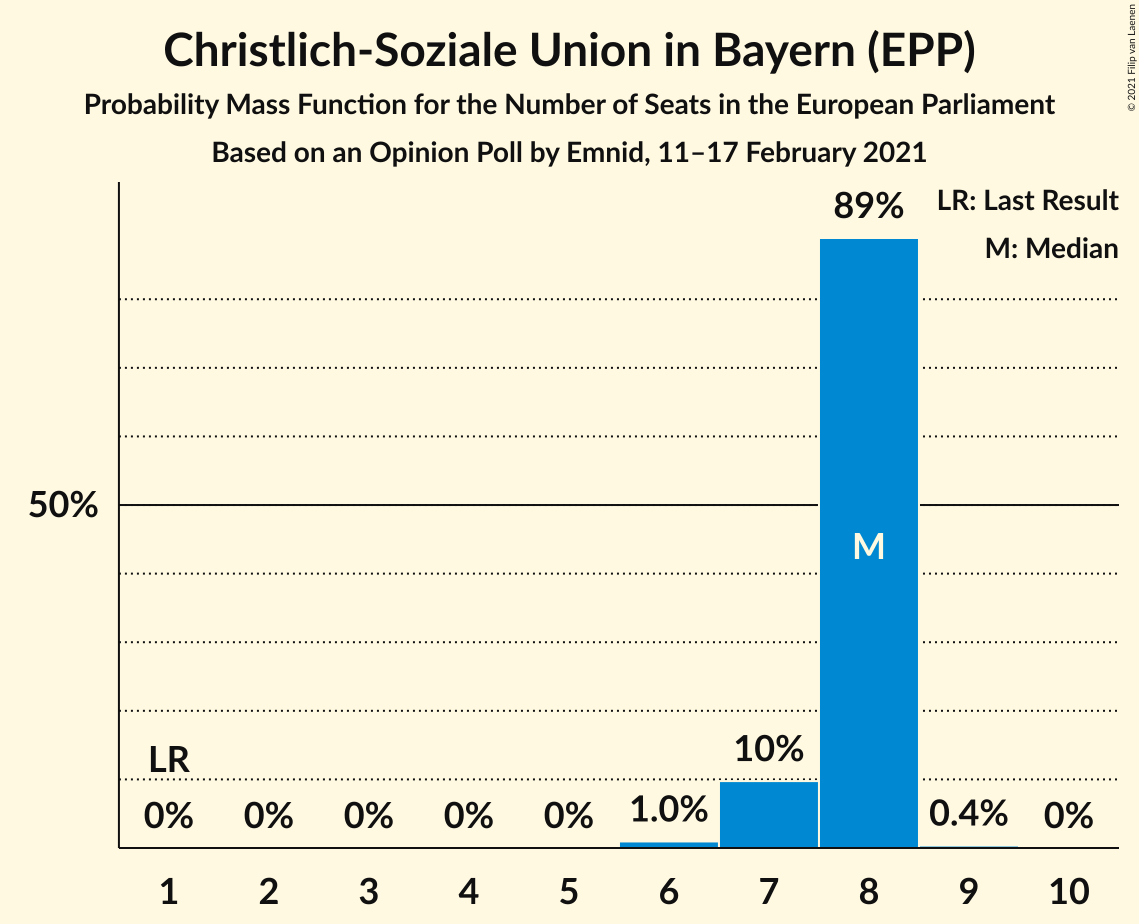 Christlich-Soziale Union in Bayern (EPP)
Probability Mass Function for the Number of Seats in the European Parliament
Based on an Opinion Poll by Emnid, 11–17 February 2021
© 2021 Filip van Laenen
LR: Last Result
M: Median
89%
50%
M
LR
10%
0% 0% 0% 0% 0% 1.0% 0.4% 0%
1 2 3 4 5 6 7 8 9 10